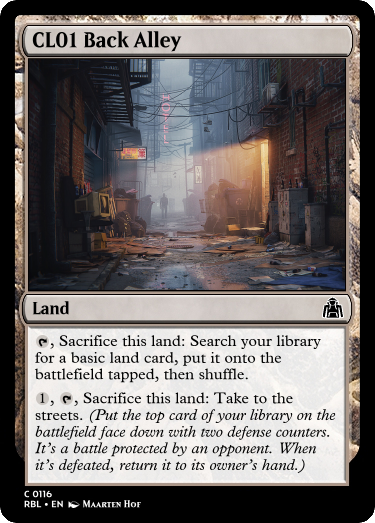 CL01 Back Alley
Land
, Sacrifice this land: Search your library
for a basic land card, put it onto the
battlefield tapped, then shuffle.
1, , Sacrifice this land: Take to the
streets. (Put the top card of your library on the
battlefield face down with two defense counters.
It's a battle protected by an opponent. When
it's defeated, return it to its owner's hand.)
C 0116
RBL • EN Maarten Hof